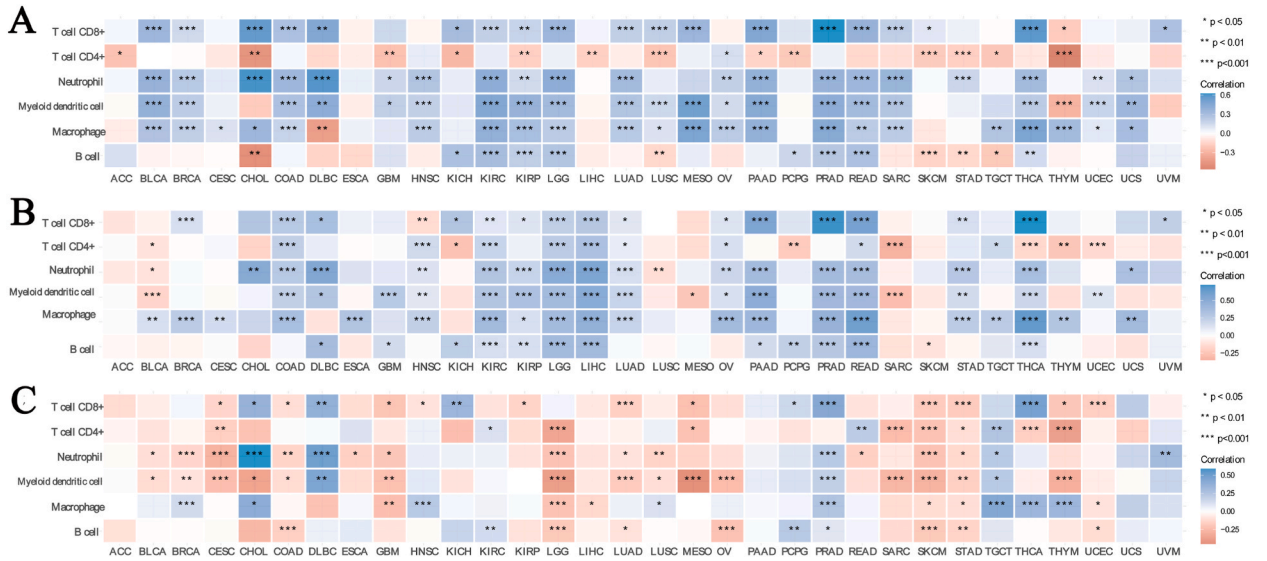 A
T cell CD8+ *** *** *** *** ** * *** ** *** *** *** *** * *** *** *** *** * *** * *
T cell CD4+ * ** ** * ** ** *** * * ** *** *** * ***
Neutrophil *** *** *** *** *** * *** *** ** *** *** ** *** *** *** *** *** *** ** *
Myeloid dendritic cell *** *** *** ** * *** *** *** *** *** *** *** * *** *** *** *** *** *** **
Macrophage *** *** * * *** ** *** *** *** *** *** * *** *** *** *** ** *** ** *** *** * *
B cell ** * *** *** *** ** * *** *** *** ** * **
ACC BLCA BRCA CESC CHOL COAD DLBC ESCA GBM HNSC KICH KIRC KIRP LGG LIHC LUAD LUSC MESO OV PAAD PCPG PRAD READ SARC SKCM STAD TGCT THCA THYM UCEC UCS UVM
* p < 0.05
** p < 0.01
*** p<0.001
Correlation
0.6
0.3
0.0
−0.3
B
T cell CD8+ *** *** * ** * ** * *** *** * * *** *** *** ** *** *
T cell CD4+ * *** *** * *** *** *** * * ** * *** * *** ** ***
Neutrophil * ** *** *** ** *** *** *** *** *** ** ** *** *** *** *** *** *
Myeloid dendritic cell *** *** * *** ** *** *** *** *** *** * * *** *** *** *** ** *** **
Macrophage ** *** ** *** *** *** *** * *** *** *** *** *** *** *** *** ** *** ** **
B cell * * * *** ** *** *** * ** *** *** * ***
ACC BLCA BRCA CESC CHOL COAD DLBC ESCA GBM HNSC KICH KIRC KIRP LGG LIHC LUAD LUSC MESO OV PAAD PCPG PRAD READ SARC SKCM STAD TGCT THCA THYM UCEC UCS UVM
* p < 0.05
** p < 0.01
*** p<0.001
Correlation
0.50
0.25
0.00
−0.25
C
T cell CD8+ * * * ** * * ** * *** * * *** *** *** *** * ***
T cell CD4+ ** * *** * ** *** *** * ** *** ***
Neutrophil * *** *** *** ** *** * * *** * ** *** * *** * * **
Myeloid dendritic cell * ** *** * * ** ** *** *** * *** *** *** *** *** ** ***
Macrophage *** * ** *** *** * * *** * * *** *** *** *
B cell *** ** *** * *** ** * *** ** *
ACC BLCA BRCA CESC CHOL COAD DLBC ESCA GBM HNSC KICH KIRC KIRP LGG LIHC LUAD LUSC MESO OV PAAD PCPG PRAD READ SARC SKCM STAD TGCT THCA THYM UCEC UCS UVM
* p < 0.05
** p < 0.01
*** p<0.001
Correlation
0.50
0.25
0.00
−0.25